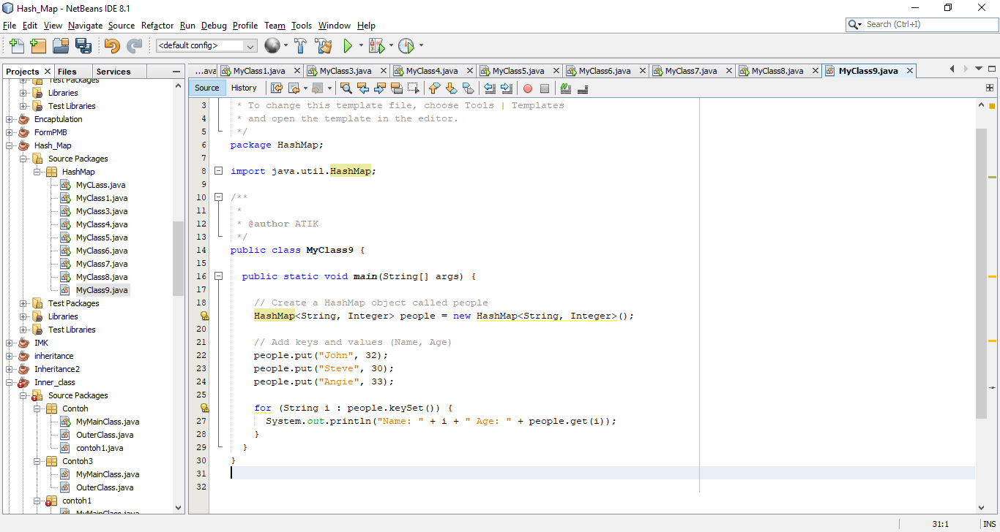 Hash_Map - NetBeans IDE 8.1
File Edit View Navigate Source Refactor Run Debug Profile Team Tools Window Help
Search (Ctrl+I)
<default config>
Projects Files Services
...ava MyClass1.java MyClass3.java MyClass4.java MyClass5.java MyClass6.java MyClass7.java MyClass8.java MyClass9.java
Source History
Test Packages
Libraries
Test Libraries
Encaptulation
FormPMB
Hash_Map
Source Packages
HashMap
MyCLass.java
MyClass1.java
MyClass3.java
MyClass4.java
MyClass5.java
MyClass6.java
MyClass7.java
MyClass8.java
MyClass9.java
Test Packages
Libraries
Test Libraries
IMK
inheritance
Inheritance2
Inner_class
Source Packages
Contoh
MyMainClass.java
OuterClass.java
contoh1.java
Contoh3
MyMainClass.java
OuterClass.java
contoh1
MyMainClass.java
3 * To change this template file, choose Tools | Templates
4 * and open the template in the editor.
5 */
6 package HashMap;
7
8 import java.util.HashMap;
9
10 /**
11 *
12 * @author ATIK
13 */
14 public class MyClass9 {
15
16 public static void main(String[] args) {
17
18 // Create a HashMap object called people
HashMap<String, Integer> people = new HashMap<String, Integer>();
20
21 // Add keys and values (Name, Age)
22 people.put("John", 32);
23 people.put("Steve", 30);
24 people.put("Angie", 33);
25
for (String i : people.keySet()) {
27 System.out.println("Name: " + i + " Age: " + people.get(i));
28 }
29 }
30 }
31
32
31:1 INS